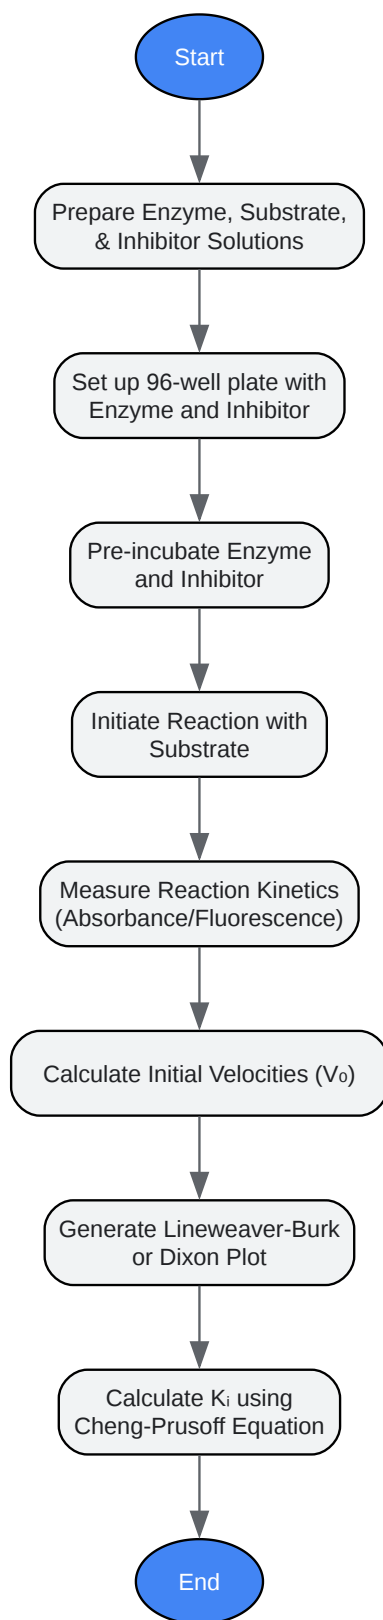 Start
Prepare Enzyme, Substrate,
& Inhibitor Solutions
Set up 96-well plate with
Enzyme and Inhibitor
Pre-incubate Enzyme
and Inhibitor
Initiate Reaction with
Substrate
Measure Reaction Kinetics
(Absorbance/Fluorescence)
Calculate Initial Velocities (V₀)
Generate Lineweaver-Burk
or Dixon Plot
Calculate Kᵢ using
Cheng-Prusoff Equation
End